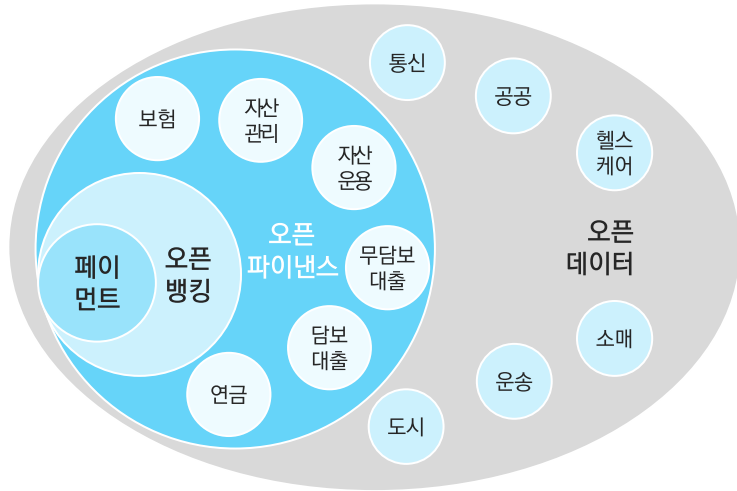 통신
공공
헬스
케어
보험
자산
관리
자산
운용
오픈
파이낸스
무담보
대출
담보
대출
연금
페이
먼트
오픈
뱅킹
오픈
데이터
소매
운송
도시